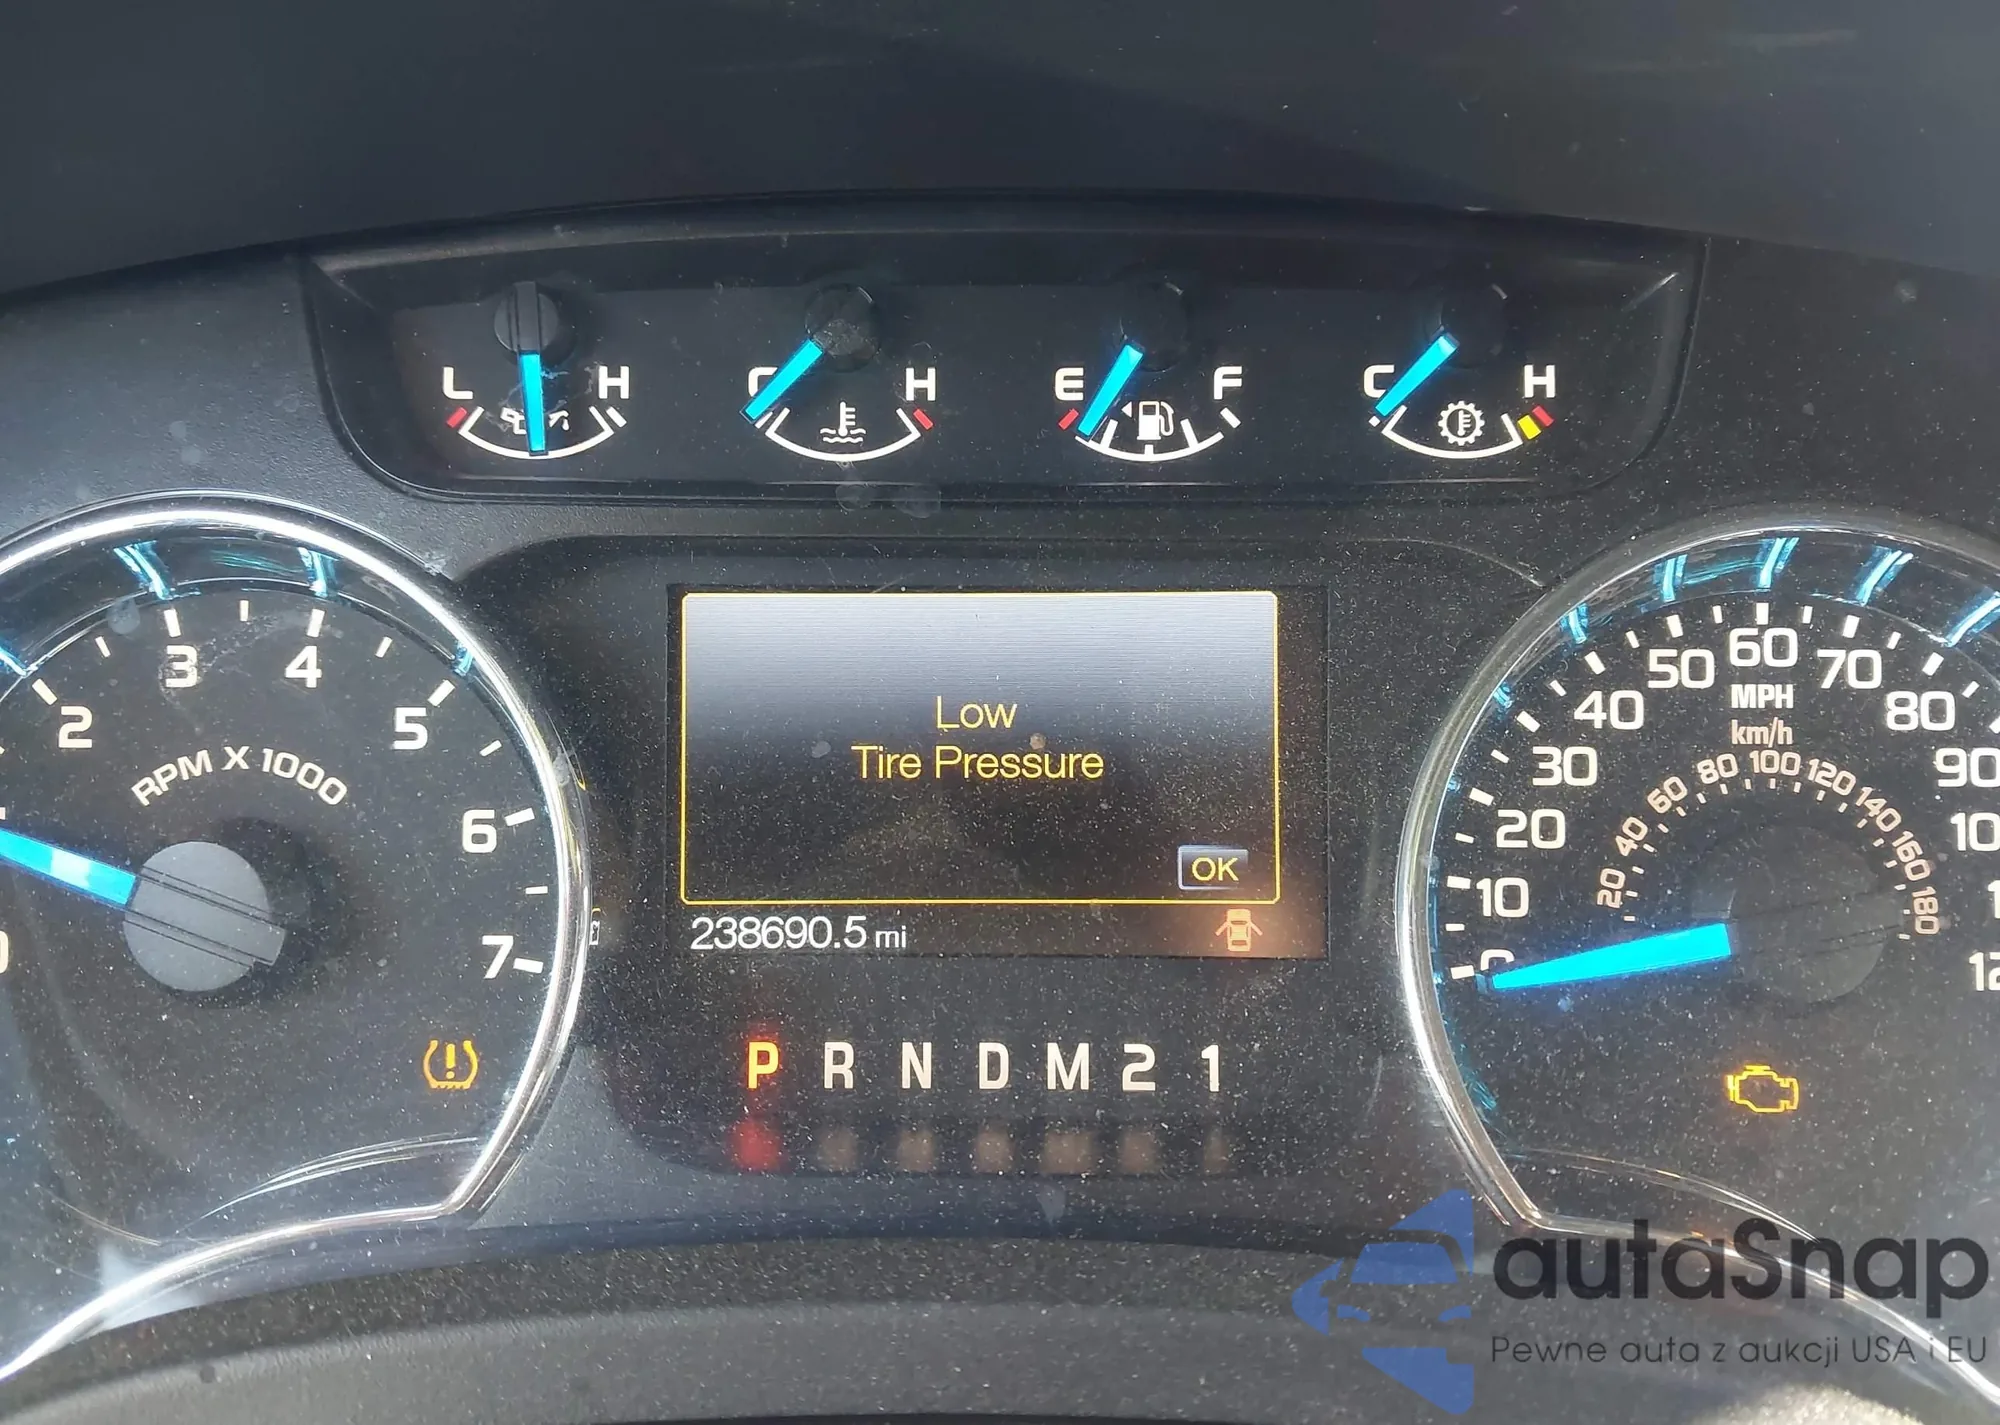 L H C H E F C H
2 3 4 5 6 7
RPM X 1000
0
Low
Tire Pressure
OK
238690.5 mi
P R N D M 2 1
0 10 20 30 40 50 60 70 80 90
MPH
km/h
20 40 60 80 100 120 140 160 180
autaSnap
Pewne auta z aukcji USA i EU